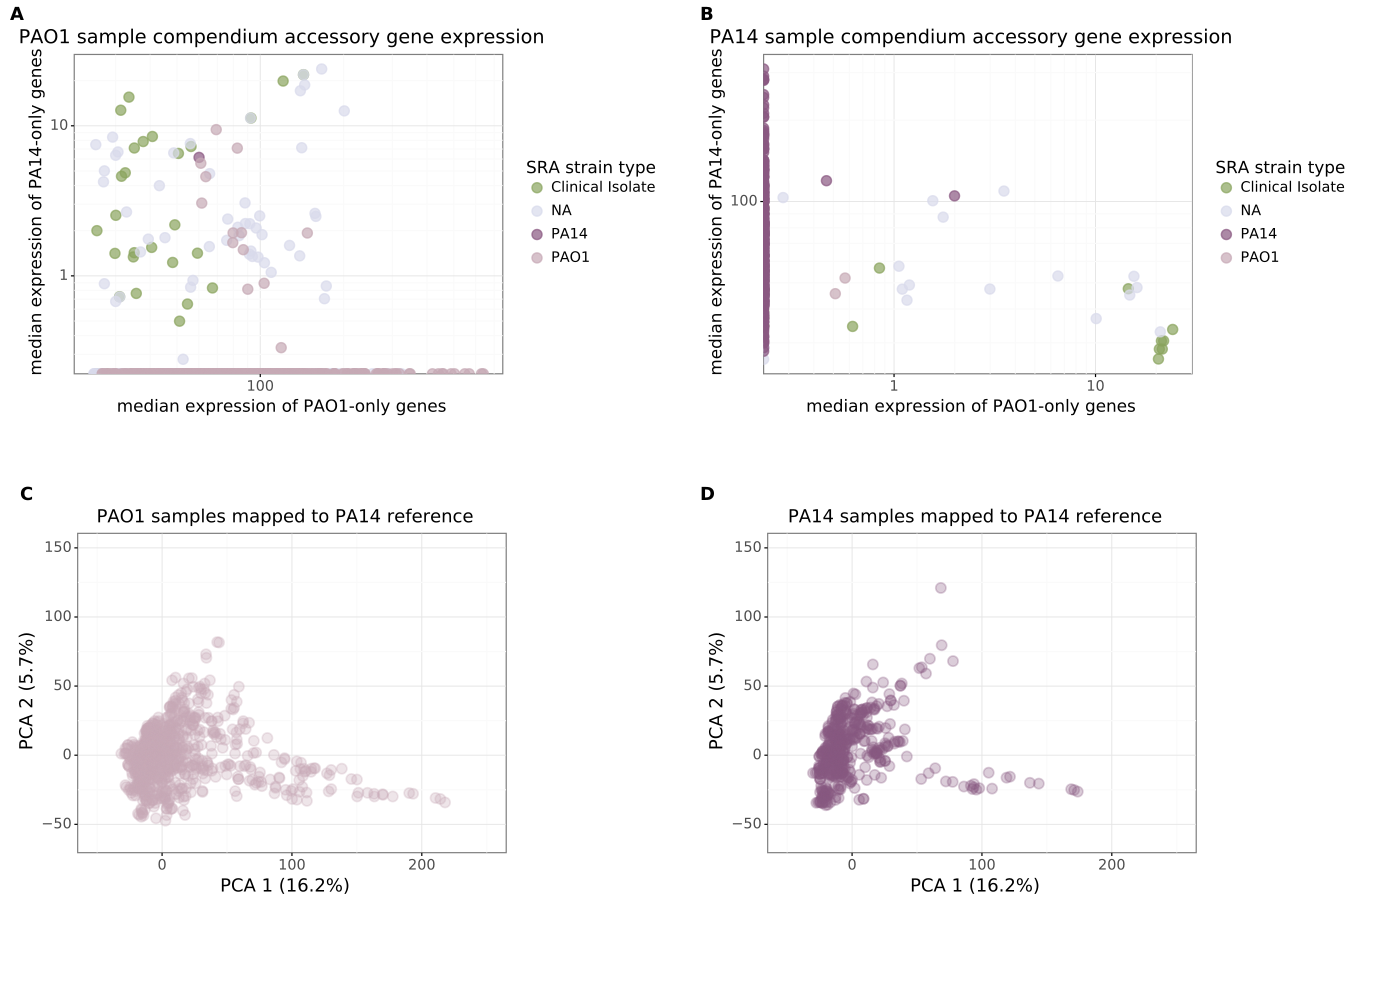 A
PAO1 sample compendium accessory gene expression
median expression of PA14-only genes
10
1
100
median expression of PAO1-only genes
SRA strain type
Clinical Isolate
NA
PA14
PAO1
B
PA14 sample compendium accessory gene expression
median expression of PA14-only genes
100
1
10
median expression of PAO1-only genes
SRA strain type
Clinical Isolate
NA
PA14
PAO1
C
PAO1 samples mapped to PA14 reference
PCA 2 (5.7%)
150
100
50
0
−50
0
100
200
PCA 1 (16.2%)
D
PA14 samples mapped to PA14 reference
PCA 2 (5.7%)
150
100
50
0
−50
0
100
200
PCA 1 (16.2%)